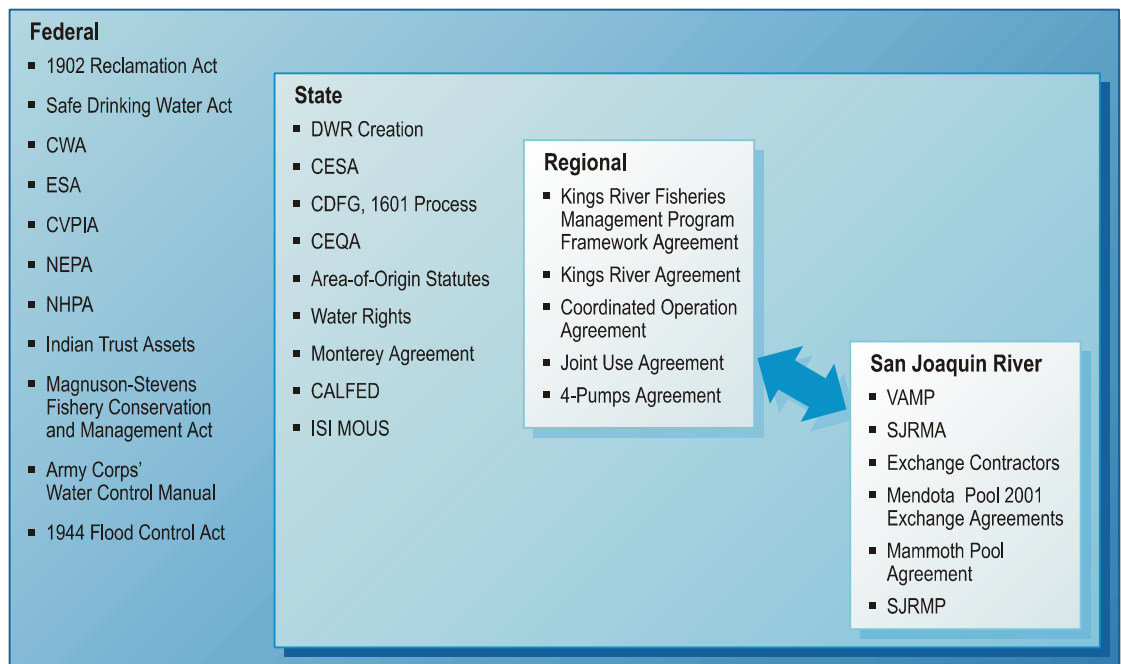 Federal
▪ 1902 Reclamation Act
▪ Safe Drinking Water Act
▪ CWA
▪ ESA
▪ CVPIA
▪ NEPA
▪ NHPA
▪ Indian Trust Assets
▪ Magnuson-Stevens
Fishery Conservation
and Management Act
▪ Army Corps’
Water Control Manual
▪ 1944 Flood Control Act
State
▪ DWR Creation
▪ CESA
▪ CDFG, 1601 Process
▪ CEQA
▪ Area-of-Origin Statutes
▪ Water Rights
▪ Monterey Agreement
▪ CALFED
▪ ISI MOUS
Regional
▪ Kings River Fisheries
Management Program
Framework Agreement
▪ Kings River Agreement
▪ Coordinated Operation
Agreement
▪ Joint Use Agreement
▪ 4-Pumps Agreement
San Joaquin River
▪ VAMP
▪ SJRMA
▪ Exchange Contractors
▪ Mendota Pool 2001
Exchange Agreements
▪ Mammoth Pool
Agreement
▪ SJRMP